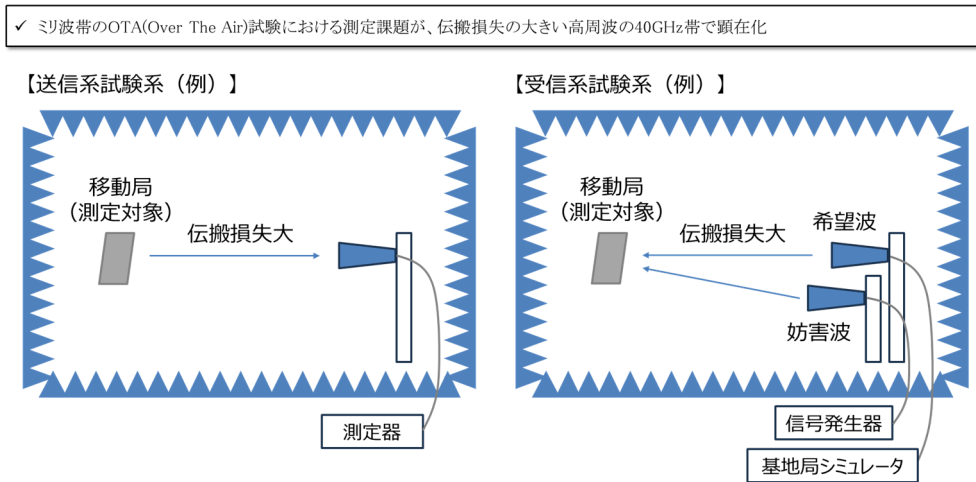 ✓ ミリ波帯のOTA(Over The Air)試験における測定課題が、伝搬損失の大きい高周波の40GHz帯で顕在化
【送信系試験系（例）】
移動局
（測定対象）
伝搬損失大
測定器
【受信系試験系（例）】
移動局
（測定対象）
伝搬損失大
希望波
妨害波
信号発生器
基地局シミュレータ